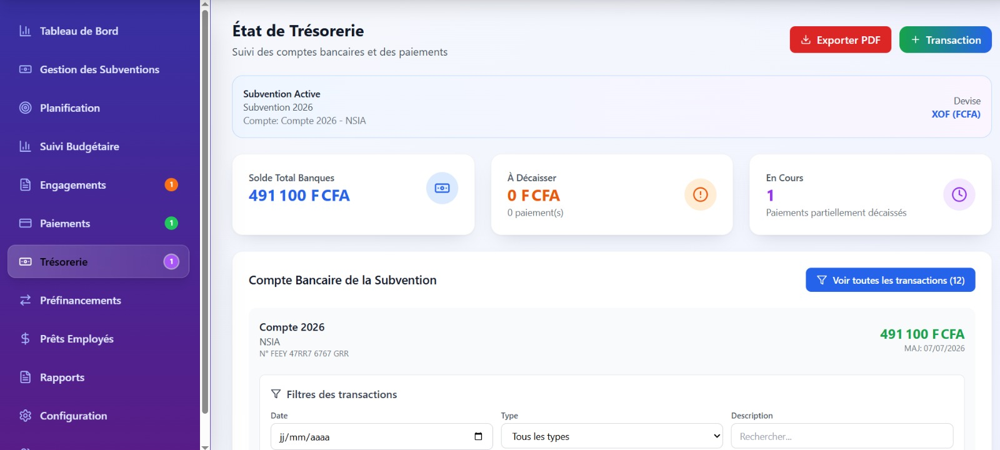 Tableau de Bord
Gestion des Subventions
Planification
Suivi Budgétaire
Engagements 1
Paiements 1
Trésorerie 1
Préfinancements
Prêts Employés
Rapports
Configuration
État de Trésorerie
Suivi des comptes bancaires et des paiements
Exporter PDF
+ Transaction
Subvention Active
Subvention 2026
Compte: Compte 2026 - NSIA
Devise
XOF (FCFA)
Solde Total Banques
491 100 F CFA
À Décaisser
0 F CFA
0 paiement(s)
En Cours
1
Paiements partiellement décaissés
Compte Bancaire de la Subvention
Voir toutes les transactions (12)
Compte 2026
NSIA
N° FEEY 47RR7 6767 GRR
491 100 F CFA
MAJ: 07/07/2026
Filtres des transactions
Date
jj/mm/aaaa
Type
Tous les types
Description
Rechercher...